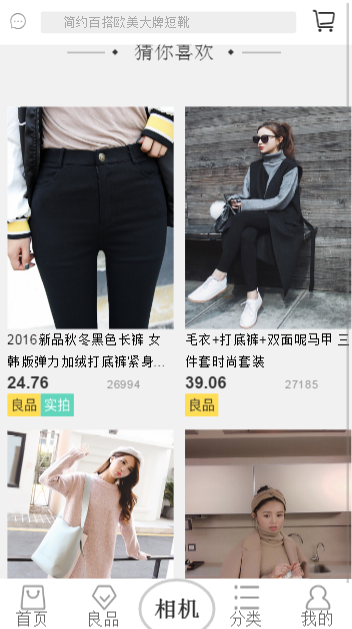 简约百搭欧美大牌短靴
猜你喜欢
2016新品秋冬黑色长裤 女
韩版弹力加绒打底裤紧身...
24.76 26994
良品 实拍
毛衣+打底裤+双面呢马甲 三
件套时尚套装
39.06 27185
良品
首页 良品 相机 分类 我的